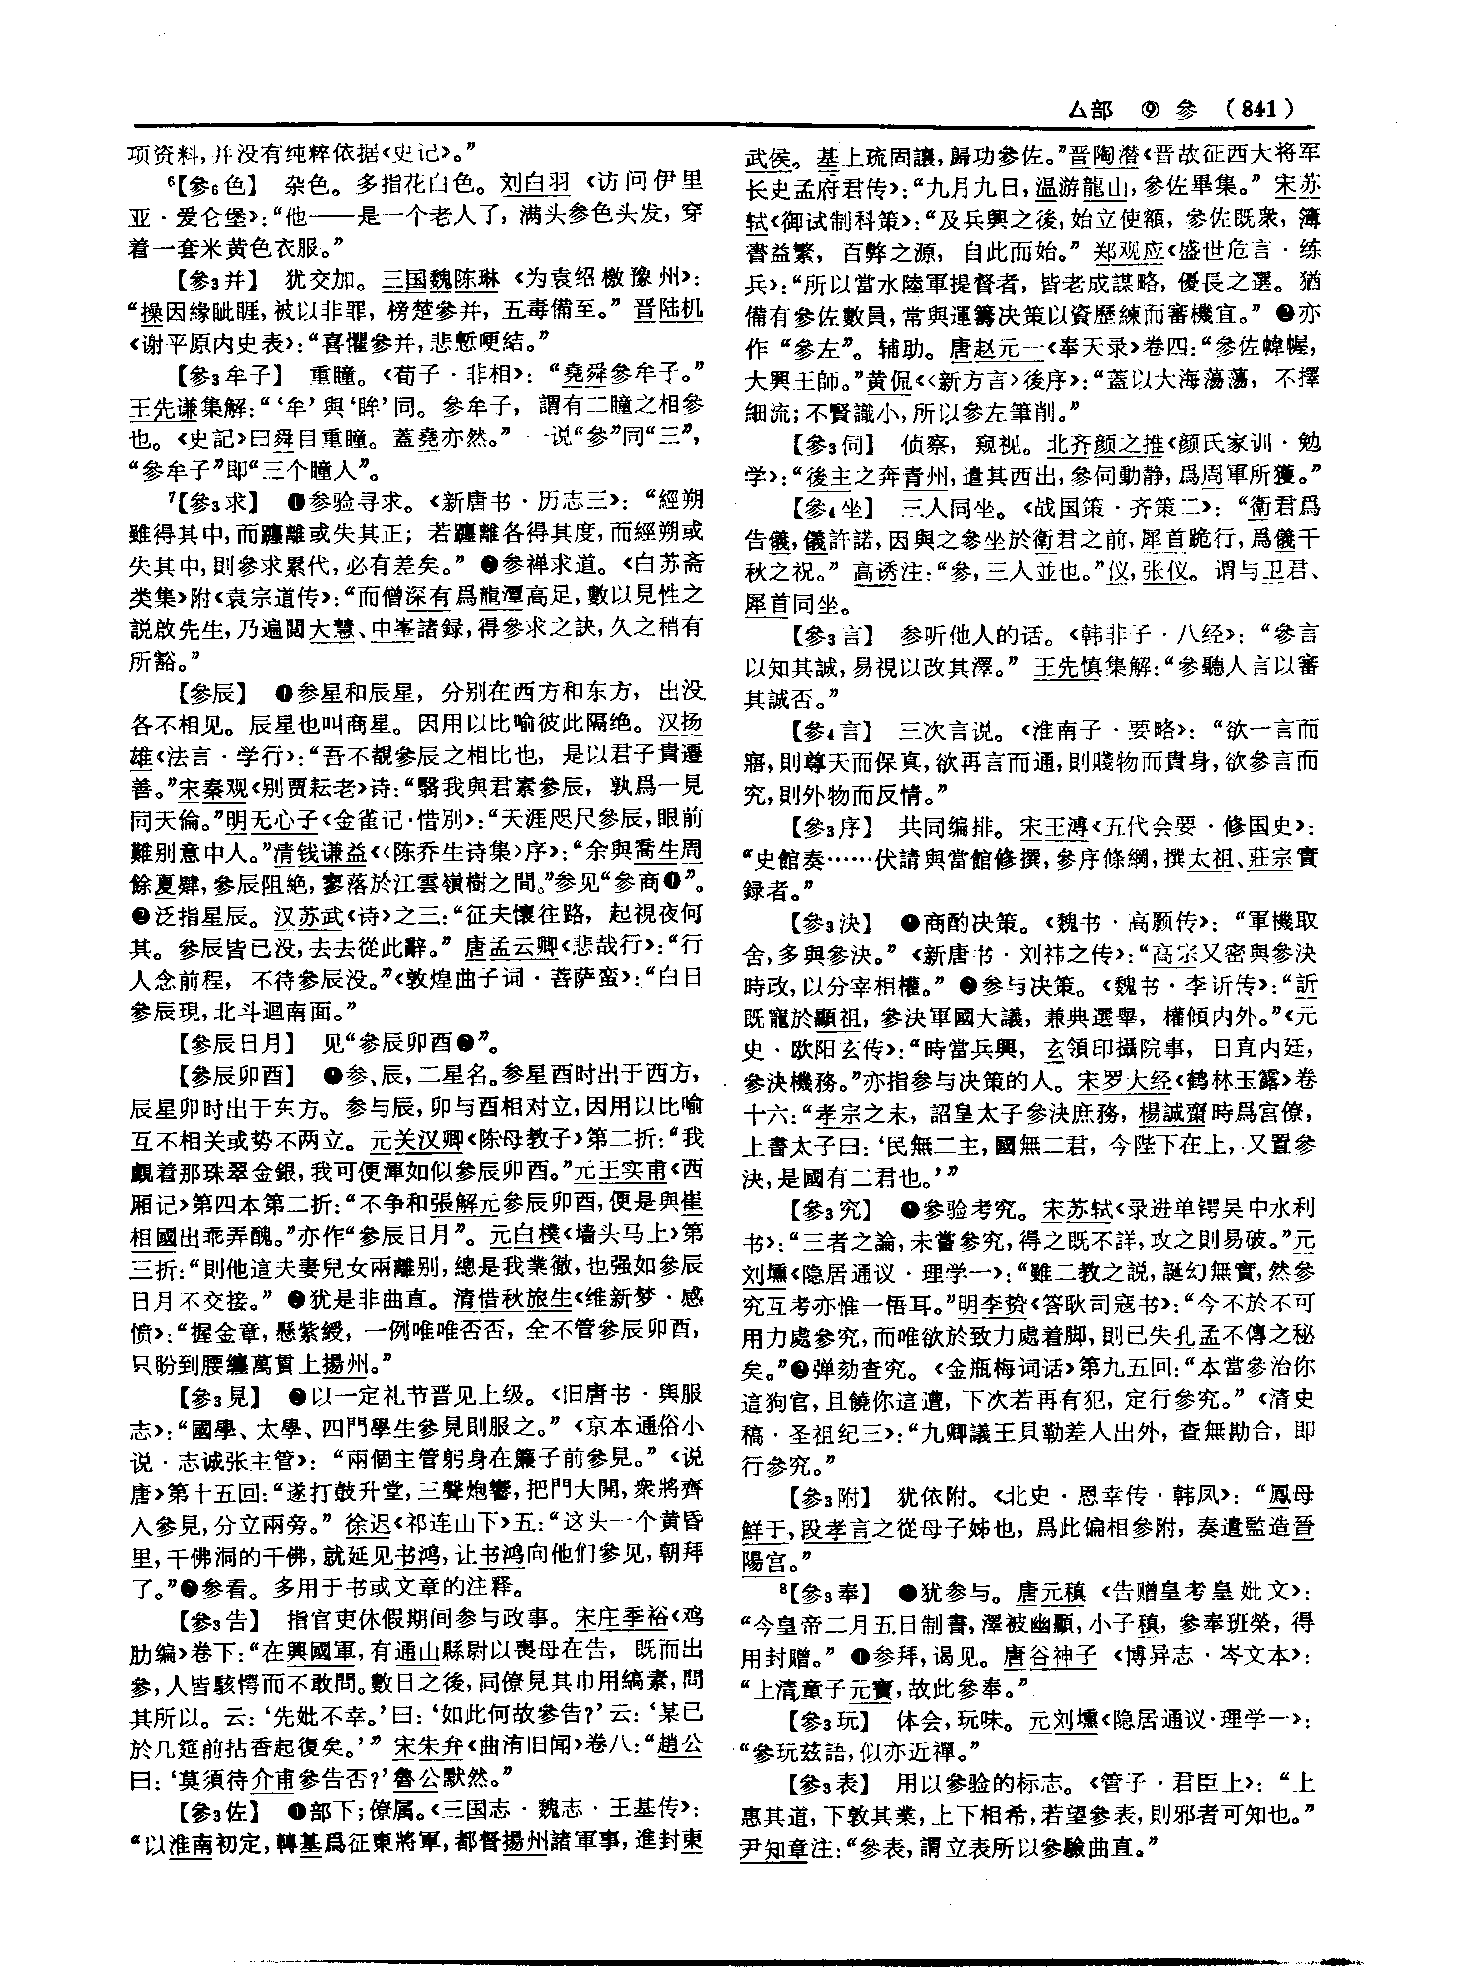 厶部 ⑨ 參 (841)
项资料,并没有纯粹依据《史记》。”
⁶【參₆色】 杂色。多指花白色。刘白羽《访问伊里
亚·爱仑堡》:“他——是一个老人了,满头参色头发,穿
着一套米黄色衣服。”
【參₃并】 犹交加。三国魏陈琳《为袁绍檄豫州》:
“操因缘眦睚,被以非罪,榜楚參并,五毒備至。”晋陆机
《谢平原内史表》:“喜懼參并,悲慙哽结。”
【參₃牟子】 重瞳。《荀子·非相》:“堯舜參牟子。”
王先谦集解:“‘牟’與‘眸’同。參牟子,謂有二瞳之相參
也。《史記》曰舜目重瞳。蓋堯亦然。”一说“参”同“三”,
“参牟子”即“三个瞳人”。
⁷【參₃求】 ❶参验寻求。《新唐书·历志三》:“經朔
雖得其中,而躔離或失其正;若躔離各得其度,而經朔或
失其中,則參求累代,必有差矣。”❷参禅求道。《白苏斋
类集》附《袁宗道传》:“而僧深有爲龍潭高足,數以見性之
説啟先生,乃遍閲大慧、中峯諸録,得參求之訣,久之稍有
所豁。”
【參辰】 ❶参星和辰星,分别在西方和东方,出没
各不相见。辰星也叫商星。因用以比喻彼此隔绝。汉扬
雄《法言·学行》:“吾不覩參辰之相比也,是以君子貴遷
善。”宋秦观《别贾耘老》诗:“翳我與君素參辰,孰爲一見
同天倫。”明无心子《金雀记·惜别》:“天涯咫尺參辰,眼前
難别意中人。”清钱谦益《〈陈乔生诗集〉序》:“余與喬生周
餘夏肄,參辰阻絶,寥落於江雲嶺樹之間。”参见“参商❶”。
❷泛指星辰。汉苏武《诗》之三:“征夫懷往路,起視夜何
其。參辰皆已没,去去從此辭。”唐孟云卿《悲哉行》:“行
人念前程,不待參辰没。”《敦煌曲子词·菩萨蛮》:“白日
參辰現,北斗迴南面。”
【參辰日月】 见“参辰卯酉❶”。
【參辰卯酉】 ❶参、辰,二星名。参星酉时出于西方,
辰星卯时出于东方。参与辰,卯与酉相对立,因用以比喻
互不相关或势不两立。元关汉卿《陈母教子》第二折:“我
覷着那珠翠金銀,我可便渾如似參辰卯酉。”元王实甫《西
厢记》第四本第二折:“不争和張解元參辰卯酉,便是與崔
相國出乖弄醜。”亦作“參辰日月”。元白樸《墙头马上》第
三折:“則他這夫妻兒女兩離别,總是我業徹,也强如參辰
日月不交接。”❷犹是非曲直。清惜秋旅生《维新梦·感
愤》:“握金章,懸紫綬,一例唯唯否否,全不管參辰卯酉,
只盼到腰纏萬貫上揚州。”
【參₃見】 ❶以一定礼节晋见上级。《旧唐书·舆服
志》:“國學、太學、四門學生參見則服之。”《京本通俗小
说·志诚张主管》:“兩個主管躬身在簾子前參見。”《说
唐》第十五回:“遂打鼓升堂,三聲炮響,把門大開,衆將齊
入參見,分立兩旁。”徐迟《祁连山下》五:“这头一个黄昏
里,千佛洞的千佛,就延见书鸿,让书鸿向他们参见,朝拜
了。”❷参看。多用于书或文章的注释。
【參₃告】 指官吏休假期间参与政事。宋庄季裕《鸡
肋编》卷下:“在興國軍,有通山縣尉以喪母在告,既而出
參,人皆駭愕而不敢問。數日之後,同僚見其巾用縞素,問
其所以。云:‘先妣不幸。’曰:‘如此何故參告?’云:‘某已
於几筵前拈香起復矣。’”宋朱弁《曲洧旧闻》卷八:“趙公
曰:‘莫須待介甫參告否?’魯公默然。”
【參₃佐】 ❶部下;僚属。《三国志·魏志·王基传》:
“以淮南初定,轉基爲征東將軍,都督揚州諸軍事,進封東
武侯。基上疏固讓,歸功參佐。”晋陶潜《晋故征西大将军
长史孟府君传》:“九月九日,温游龍山,參佐畢集。”宋苏
轼《御试制科策》:“及兵興之後,始立使額,參佐既衆,簿
書益繁,百弊之源,自此而始。”郑观应《盛世危言·练
兵》:“所以當水陸軍提督者,皆老成謀略,優長之選。猶
備有參佐數員,常與運籌决策以資歷練而審機宜。”❷亦
作“參左”。辅助。唐赵元一《奉天录》卷四:“參佐幃幄,
大興王師。”黄侃《〈新方言〉後序》:“蓋以大海蕩蕩,不擇
細流;不賢識小,所以參左筆削。”
【參₃伺】 侦察,窥视。北齐颜之推《颜氏家训·勉
学》:“後主之奔青州,遣其西出,參伺動静,爲周軍所獲。”
【參₄坐】 三人同坐。《战国策·齐策二》:“衛君爲
告儀,儀許諾,因與之參坐於衛君之前,犀首跪行,爲儀千
秋之祝。”高诱注:“參,三人並也。”仪,张仪。谓与卫君、
犀首同坐。
【參₃言】 参听他人的话。《韩非子·八经》:“參言
以知其誠,易視以改其澤。”王先慎集解:“參聽人言以審
其誠否。”
【參₄言】 三次言说。《淮南子·要略》:“欲一言而
寤,則尊天而保真,欲再言而通,則賤物而貴身,欲參言而
究,則外物而反情。”
【參₃序】 共同编排。宋王溥《五代会要·修国史》:
“史館奏……伏請與當館修撰,參序條綱,撰太祖、莊宗實
録者。”
【參₃決】 ❶商酌决策。《魏书·高颢传》:“軍機取
舍,多與參決。”《新唐书·刘祎之传》:“高宗又密與參決
時政,以分宰相權。”❷参与决策。《魏书·李䜣传》:“訢
既寵於顯祖,參決軍國大議,兼典選舉,權傾内外。”《元
史·欧阳玄传》:“時當兵興,玄領印攝院事,日直内廷,
參決機務。”亦指参与决策的人。宋罗大经《鹤林玉露》卷
十六:“孝宗之末,詔皇太子參決庶務,楊誠齋時爲宫僚,
上書太子曰:‘民無二主,國無二君,今陛下在上,又置參
決,是國有二君也。’”
【參₃究】 ❶参验考究。宋苏轼《录进单锷吴中水利
书》:“三者之論,未嘗參究,得之既不詳,攻之則易破。”元
刘壎《隐居通议·理学一》:“雖二教之説,誕幻無實,然參
究互考亦惟一悟耳。”明李贽《答耿司寇书》:“今不於不可
用力處參究,而唯欲於致力處着脚,則已失孔孟不傳之秘
矣。”❷弹劾查究。《金瓶梅词话》第九五回:“本當參治你
這狗官,且饒你這遭,下次若再有犯,定行參究。”《清史
稿·圣祖纪三》:“九卿議王貝勒差人出外,查無勘合,即
行參究。”
【參₃附】 犹依附。《北史·恩幸传·韩凤》:“鳳母
鮮于,段孝言之從母子姊也,爲此偏相參附,奏遣監造晉
陽宫。”
⁸【參₃奉】 ❶犹参与。唐元稹《告赠皇考皇妣文》:
“今皇帝二月五日制書,澤被幽顯,小子稹,參奉班榮,得
用封赠。”❷参拜,谒见。唐谷神子《博异志·岑文本》:
“上清童子元寶,故此參奉。”
【參₃玩】 体会,玩味。元刘壎《隐居通议·理学一》:
“參玩兹語,似亦近禪。”
【參₃表】 用以参验的标志。《管子·君臣上》:“上
惠其道,下敦其業,上下相希,若望參表,則邪者可知也。”
尹知章注:“參表,謂立表所以參驗曲直。”